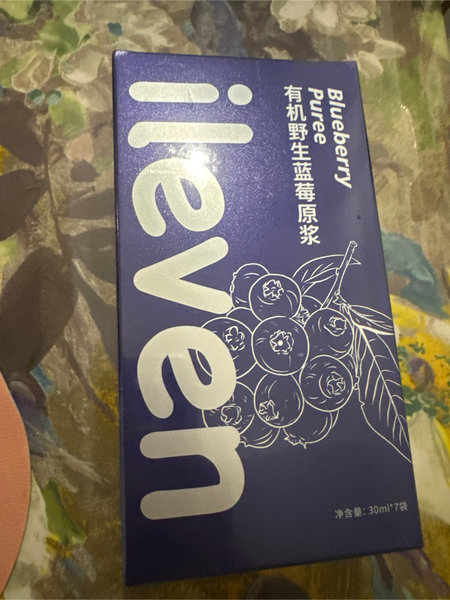 ileven
Blueberry
Puree
有机野生蓝莓原浆
净含量: 30ml*7袋